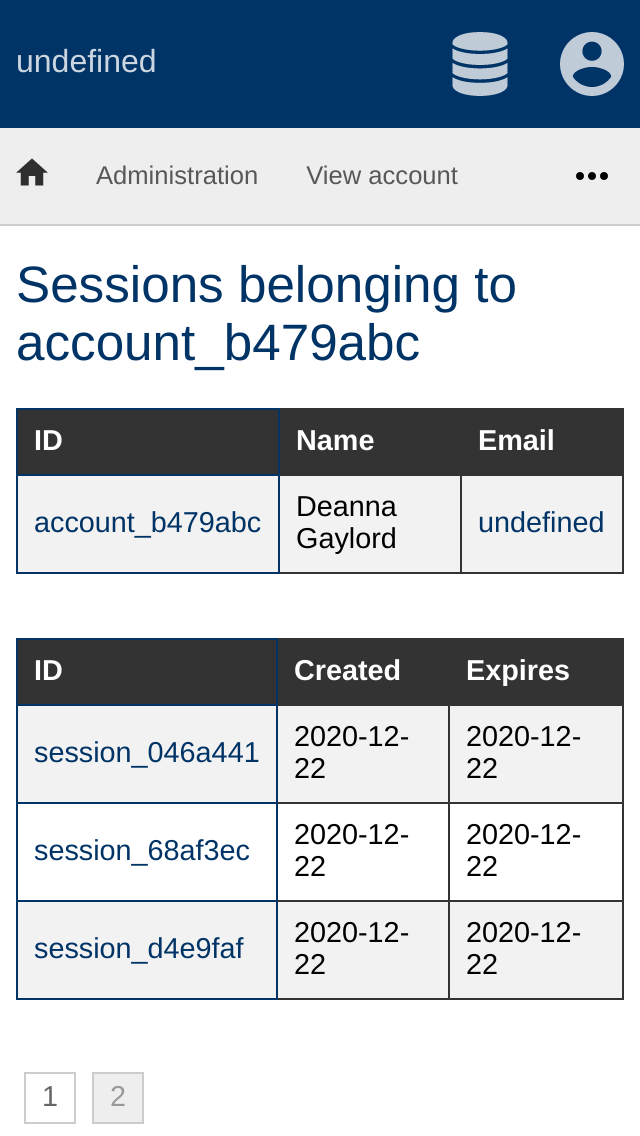 undefined
Administration View account
Sessions belonging to
account_b479abc
ID Name Email
account_b479abc Deanna Gaylord undefined
ID Created Expires
session_046a441 2020-12-22 2020-12-22
session_68af3ec 2020-12-22 2020-12-22
session_d4e9faf 2020-12-22 2020-12-22
1 2